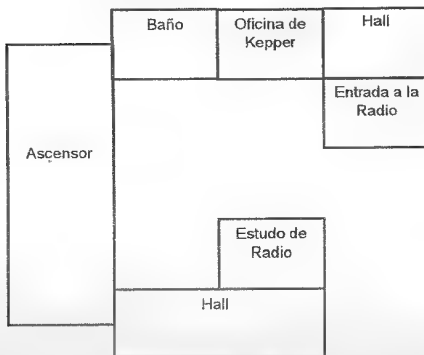 Baño
Oficina de
Kepper
Hall
Entrada a la
Radio
Ascensor
Estudo de
Radio
Hall